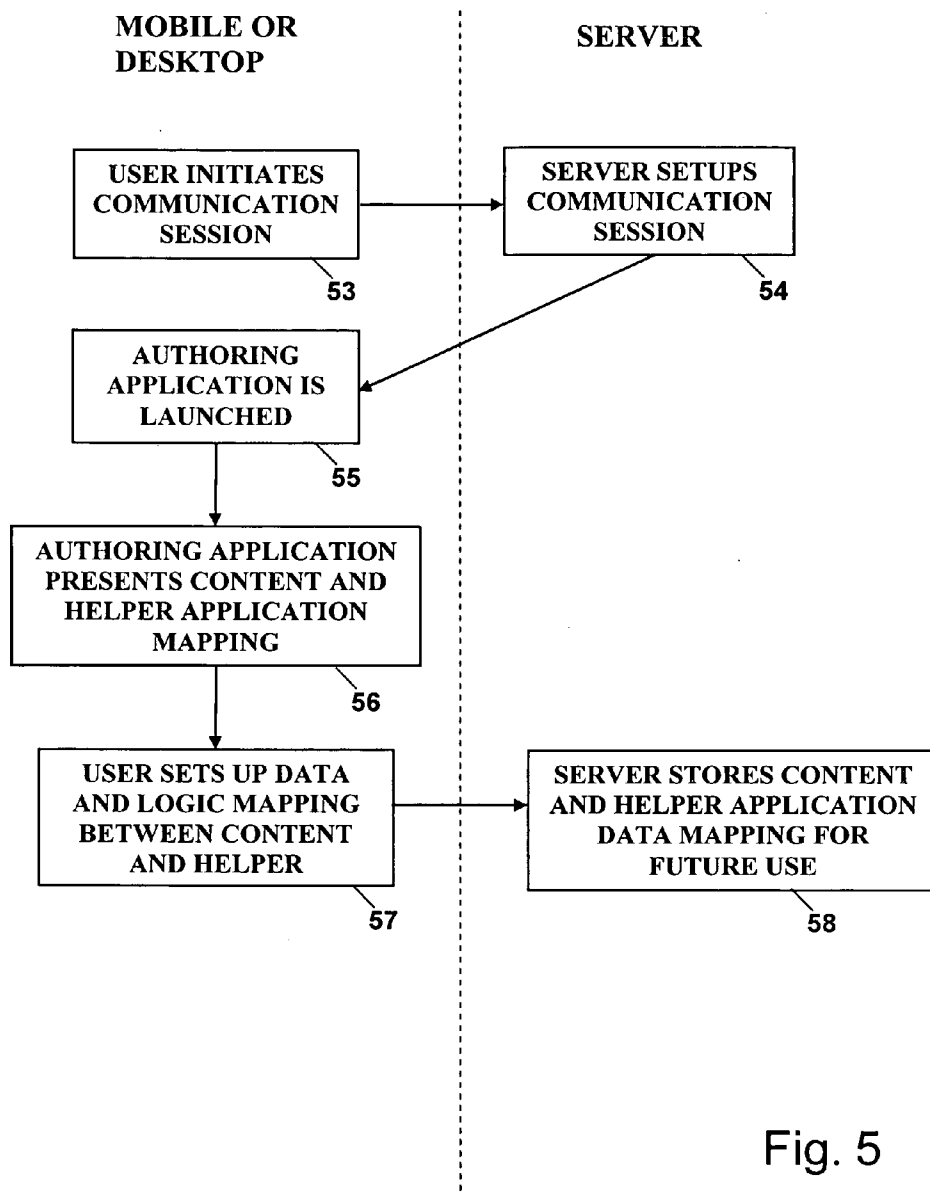 MOBILE OR
DESKTOP
SERVER
USER INITIATES
COMMUNICATION
SESSION
53
SERVER SETUPS
COMMUNICATION
SESSION
54
AUTHORING
APPLICATION IS
LAUNCHED
55
AUTHORING APPLICATION
PRESENTS CONTENT AND
HELPER APPLICATION
MAPPING
56
USER SETS UP DATA
AND LOGIC MAPPING
BETWEEN CONTENT
AND HELPER
57
SERVER STORES CONTENT
AND HELPER APPLICATION
DATA MAPPING FOR
FUTURE USE
58
Fig. 5